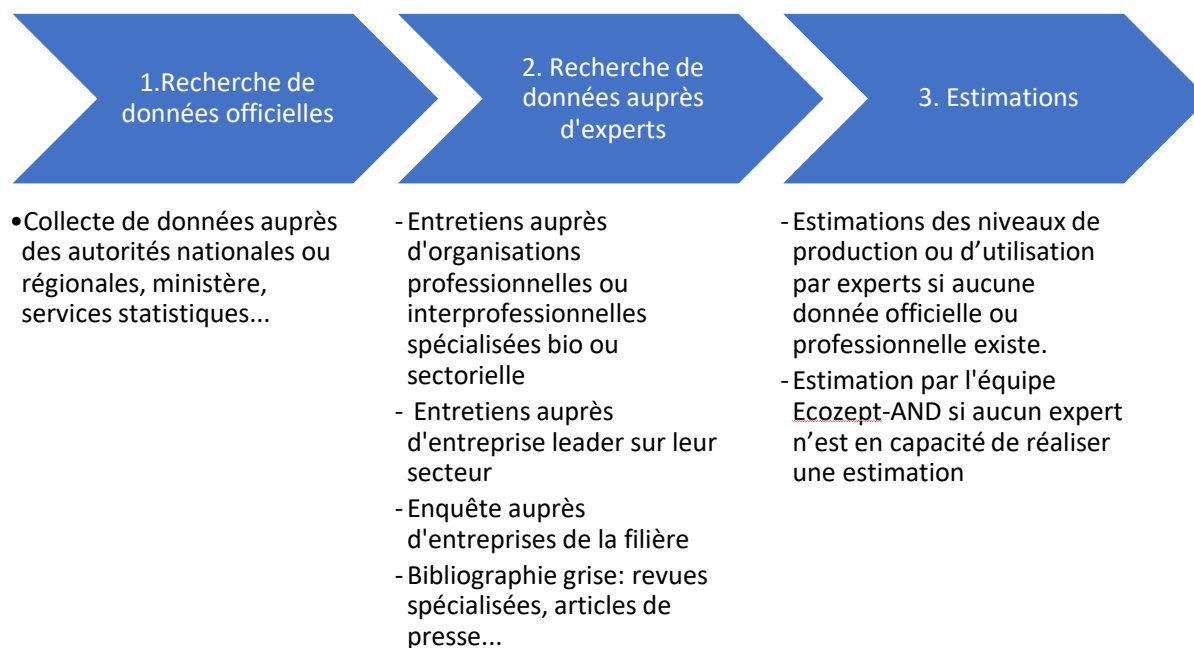 1.Recherche de
données officielles
•Collecte de données auprès
des autorités nationales ou
régionales, ministère,
services statistiques...
2. Recherche de
données auprès
d'experts
- Entretiens auprès
d'organisations
professionnelles ou
interprofessionnelles
spécialisées bio ou
sectorielle
- Entretiens auprès
d'entreprise leader sur leur
secteur
- Enquête auprès
d'entreprises de la filière
- Bibliographie grise: revues
spécialisées, articles de
presse...
3. Estimations
- Estimations des niveaux de
production ou d’utilisation
par experts si aucune
donnée officielle ou
professionnelle existe.
- Estimation par l'équipe
Ecozept-AND si aucun expert
n’est en capacité de réaliser
une estimation